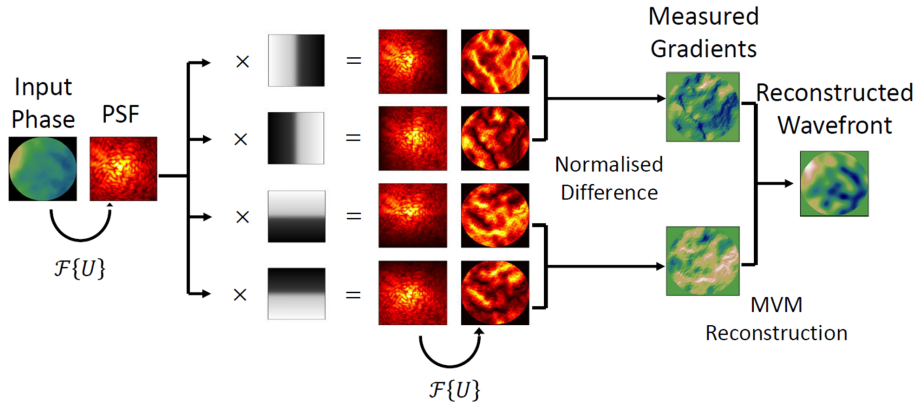 Input
Phase
PSF
ℱ{U}
×
=
×
=
×
=
×
=
ℱ{U}
Normalised
Difference
Measured
Gradients
MVM
Reconstruction
Reconstructed
Wavefront